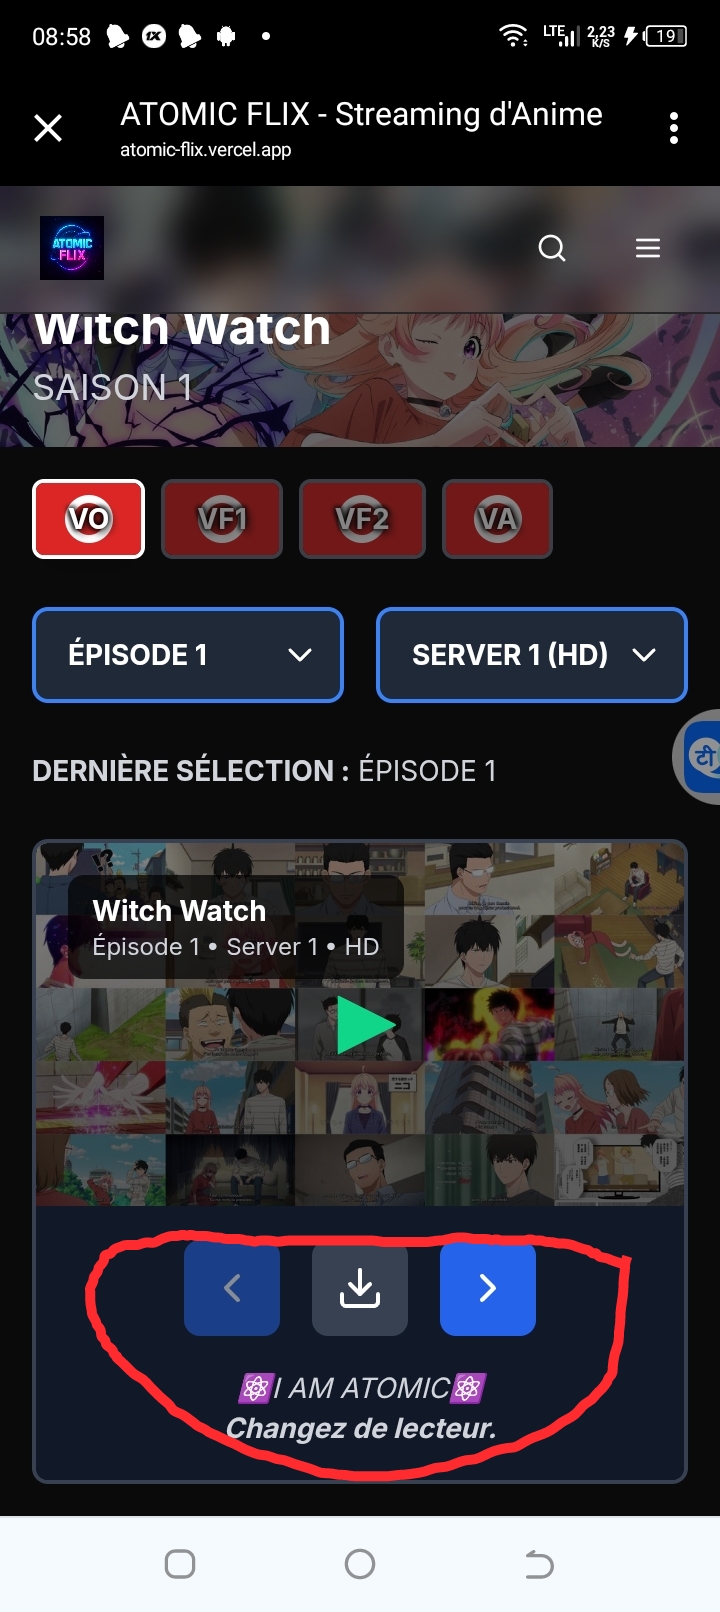 08:58
LTE 2,23 K/S 19
ATOMIC FLIX - Streaming d'Anime
atomic-flix.vercel.app
ATOMIC
FLIX
Witch Watch
SAISON 1
VO VF1 VF2 VA
ÉPISODE 1 SERVER 1 (HD)
टी
DERNIÈRE SÉLECTION : ÉPISODE 1
!?
Witch Watch
Épisode 1 • Server 1 • HD
ニコ
I AM ATOMIC
Changez de lecteur.